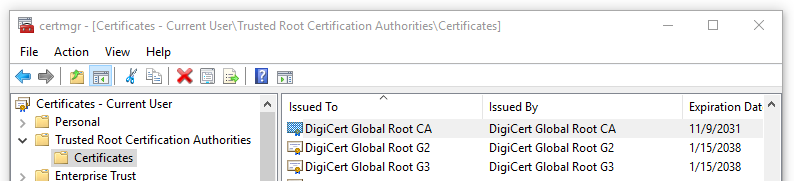 certmgr - [Certificates - Current User\Trusted Root Certification Authorities\Certificates]
File Action View Help
Certificates - Current User
Personal
Trusted Root Certification Authorities
Certificates
Enterprise Trust
Issued To Issued By Expiration Dat
DigiCert Global Root CA DigiCert Global Root CA 11/9/2031
DigiCert Global Root G2 DigiCert Global Root G2 1/15/2038
DigiCert Global Root G3 DigiCert Global Root G3 1/15/2038